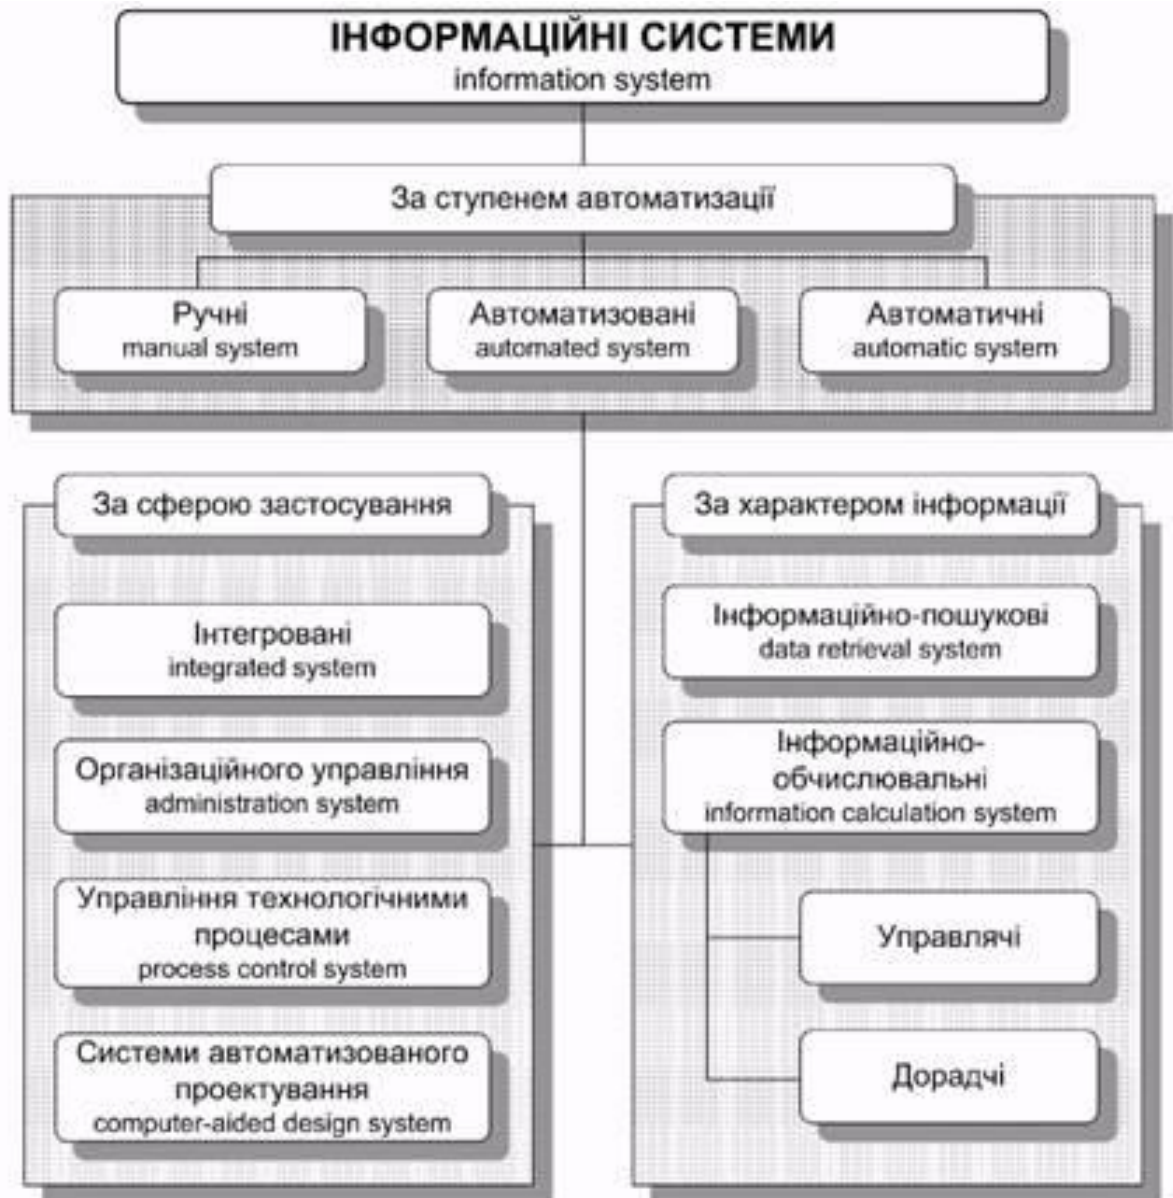 ІНФОРМАЦІЙНІ СИСТЕМИ
information system
За ступенем автоматизації
Ручні
manual system
Автоматизовані
automated system
Автоматичні
automatic system
За сферою застосування
Інтегровані
integrated system
Організаційного управління
administration system
Управління технологічними
процесами
process control system
Системи автоматизованого
проектування
computer-aided design system
За характером інформації
Інформаційно-пошукові
data retrieval system
Інформаційно-
обчислювальні
information calculation system
Управлячі
Дорадчі